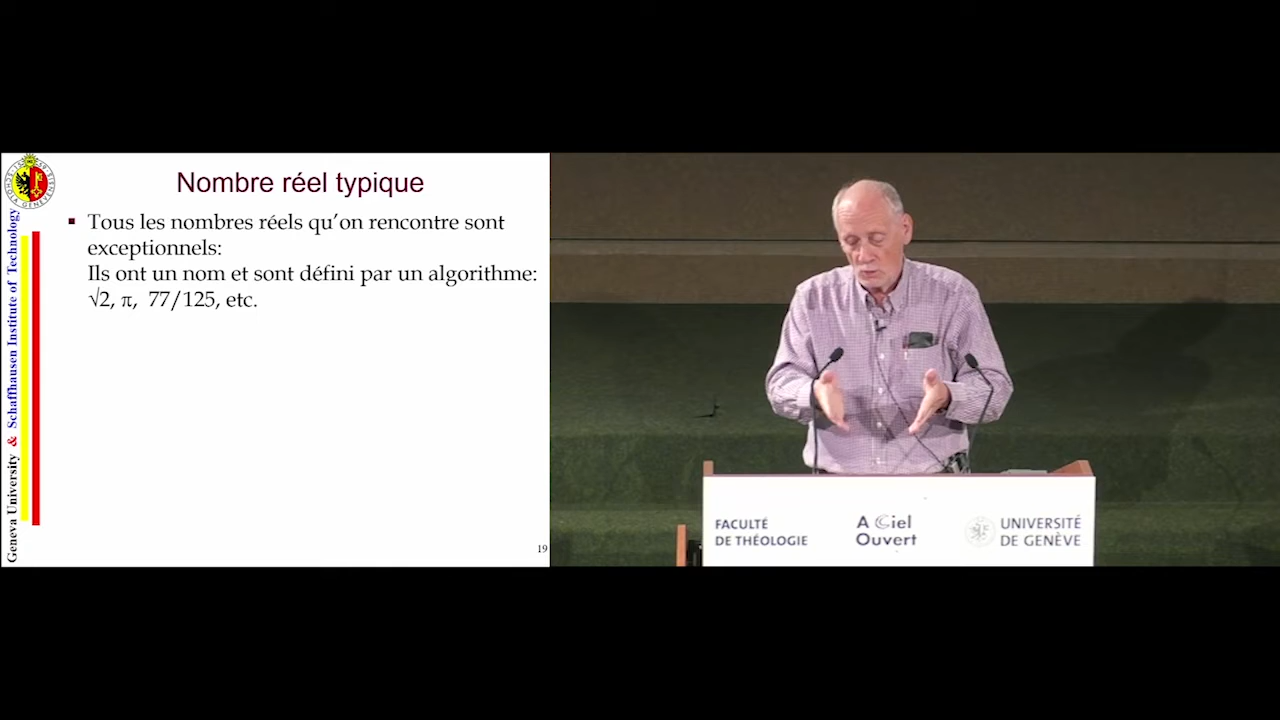 Nombre réel typique
Tous les nombres réels qu'on rencontre sont
exceptionnels:
Ils ont un nom et sont défini par un algorithme:
√2, π, 77/125, etc.
Geneva University & Schaffhausen Institute of Technology
19
FACULTÉ
DE THÉOLOGIE
A Ciel
Ouvert
UNIVERSITÉ
DE GENÈVE